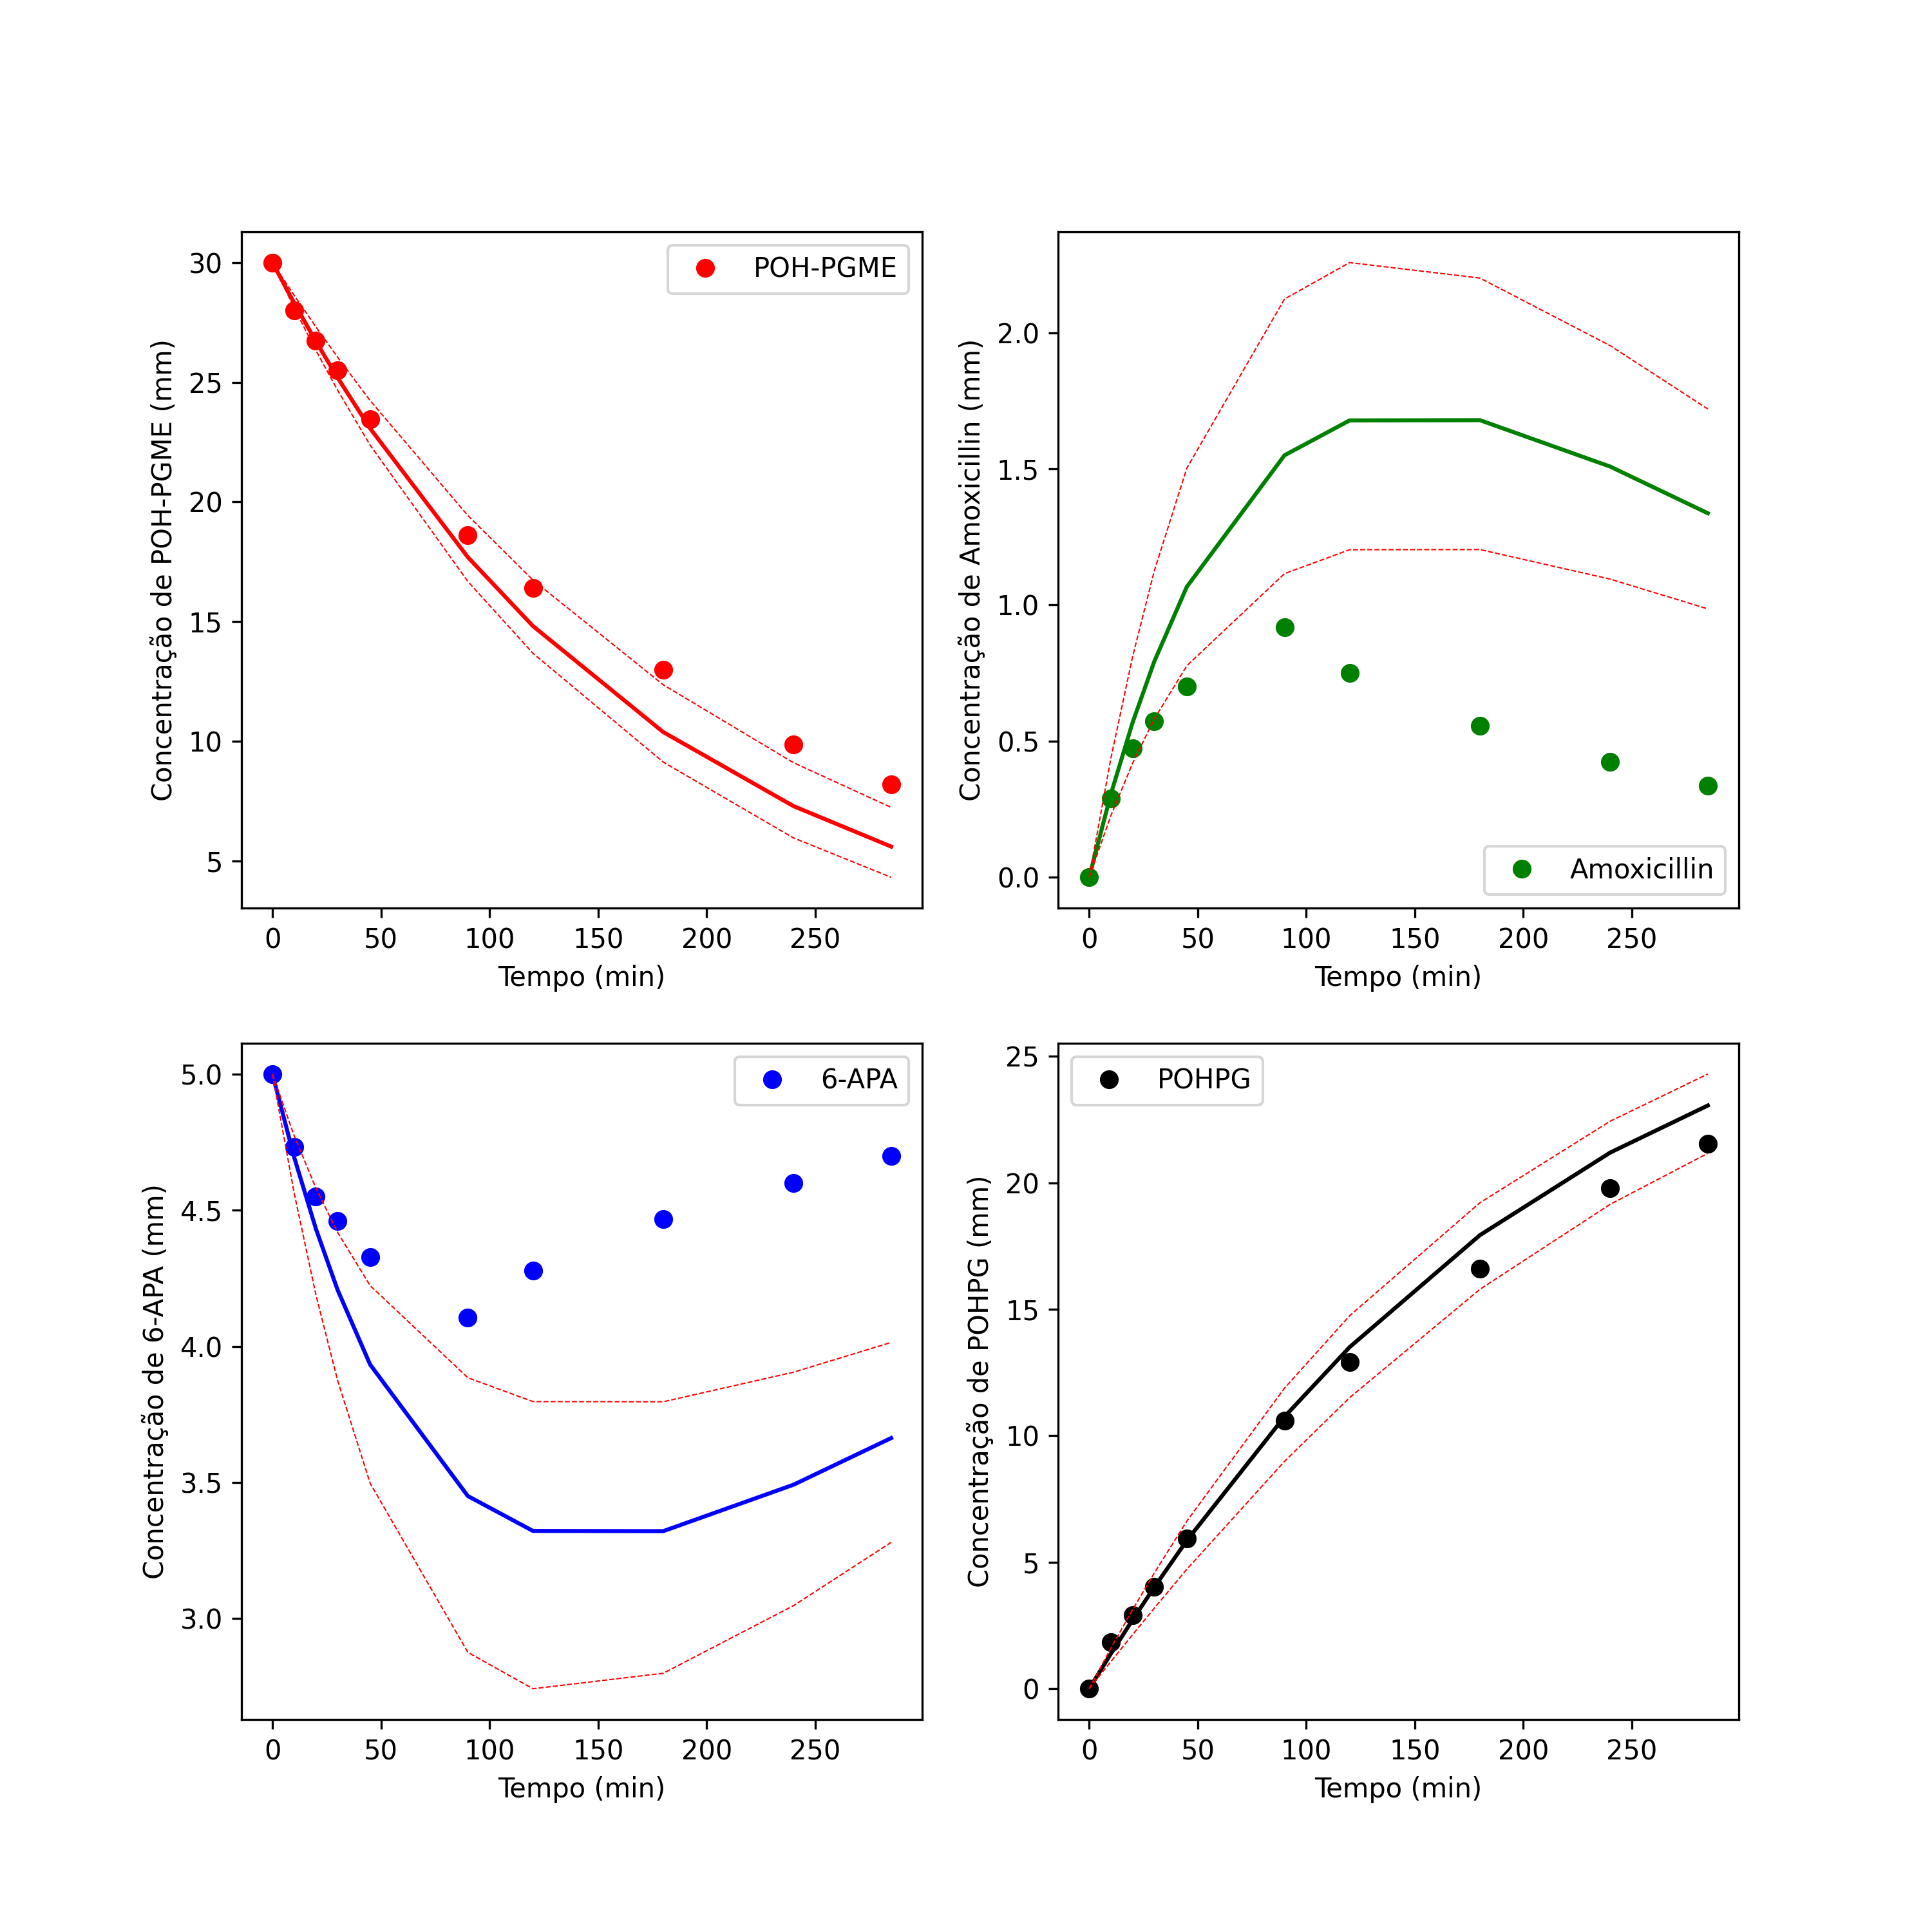 POH-PGME
Concentração de POH-PGME (mm)
30
25
20
15
10
5
0 50 100 150 200 250
Tempo (min)
Amoxicillin
Concentração de Amoxicillin (mm)
2.0
1.5
1.0
0.5
0.0
0 50 100 150 200 250
Tempo (min)
6-APA
Concentração de 6-APA (mm)
5.0
4.5
4.0
3.5
3.0
0 50 100 150 200 250
Tempo (min)
POHPG
Concentração de POHPG (mm)
25
20
15
10
5
0
0 50 100 150 200 250
Tempo (min)